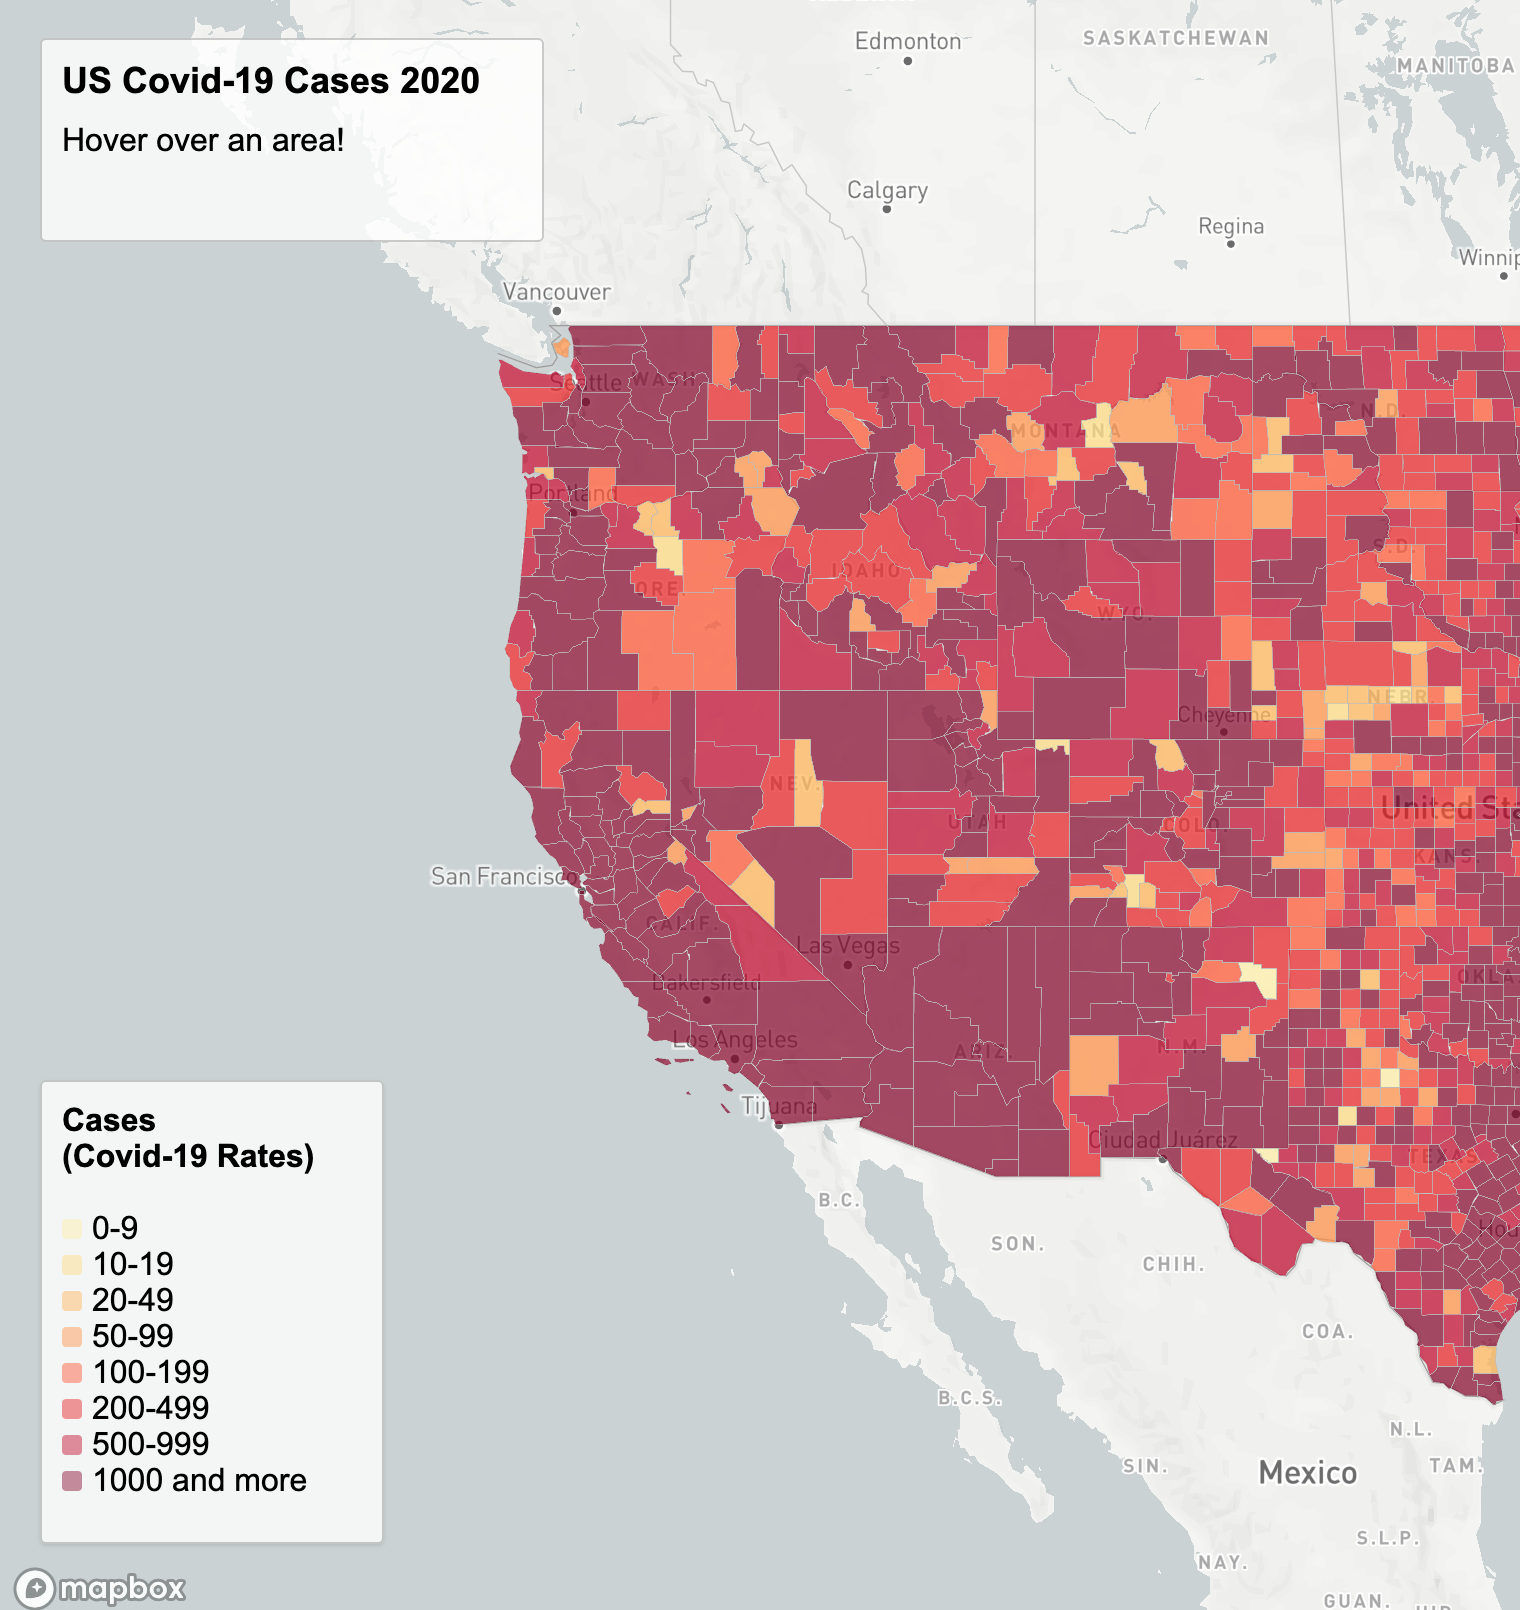 US Covid-19 Cases 2020
Hover over an area!
Edmonton
SASKATCHEWAN
MANITOBA
Calgary
Regina
Winnip
Vancouver
Seattle
WASH.
MONTANA
N.D.
Portland
ORE.
IDAHO
S.D.
WYO.
NEBR.
Cheyenne
NEV.
UTAH
COLO.
United Sta
KANS.
San Francisco
CALIF.
Las Vegas
Bakersfield
OKLA.
Los Angeles
ARIZ.
N.M.
Tijuana
Ciudad Juárez
TEXAS
B.C.
SON.
CHIH.
Hou
COA.
B.C.S.
N.L.
SIN.
Mexico
TAM.
S.L.P.
NAY.
GUAN.
Cases
(Covid-19 Rates)
0-9
10-19
20-49
50-99
100-199
200-499
500-999
1000 and more
mapbox